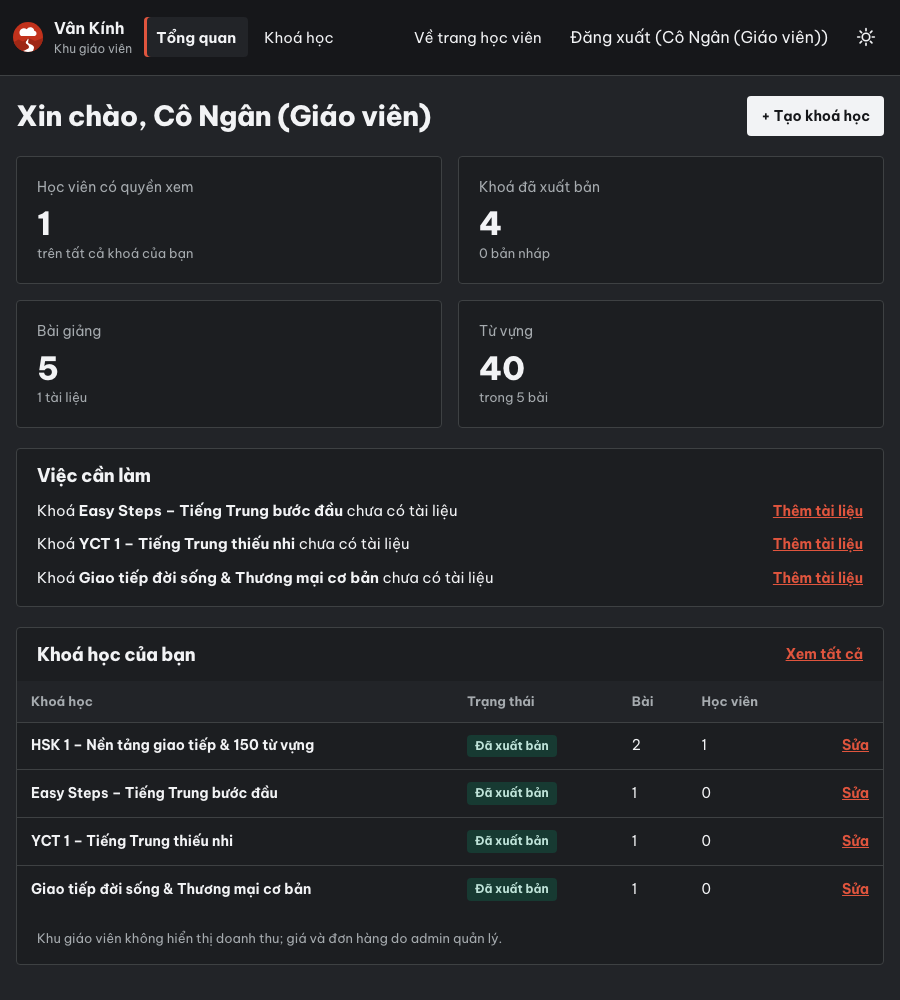 Vân Kính
Khu giáo viên
Tổng quan
Khoá học
Về trang học viên
Đăng xuất (Cô Ngân (Giáo viên))
Xin chào, Cô Ngân (Giáo viên)
+ Tạo khoá học
Học viên có quyền xem
1
trên tất cả khoá của bạn
Khoá đã xuất bản
4
0 bản nháp
Bài giảng
5
1 tài liệu
Từ vựng
40
trong 5 bài
Việc cần làm
Khoá Easy Steps – Tiếng Trung bước đầu chưa có tài liệu Thêm tài liệu
Khoá YCT 1 – Tiếng Trung thiếu nhi chưa có tài liệu Thêm tài liệu
Khoá Giao tiếp đời sống & Thương mại cơ bản chưa có tài liệu Thêm tài liệu
Khoá học của bạn Xem tất cả
Khoá học Trạng thái Bài Học viên
HSK 1 – Nền tảng giao tiếp & 150 từ vựng Đã xuất bản 2 1 Sửa
Easy Steps – Tiếng Trung bước đầu Đã xuất bản 1 0 Sửa
YCT 1 – Tiếng Trung thiếu nhi Đã xuất bản 1 0 Sửa
Giao tiếp đời sống & Thương mại cơ bản Đã xuất bản 1 0 Sửa
Khu giáo viên không hiển thị doanh thu; giá và đơn hàng do admin quản lý.